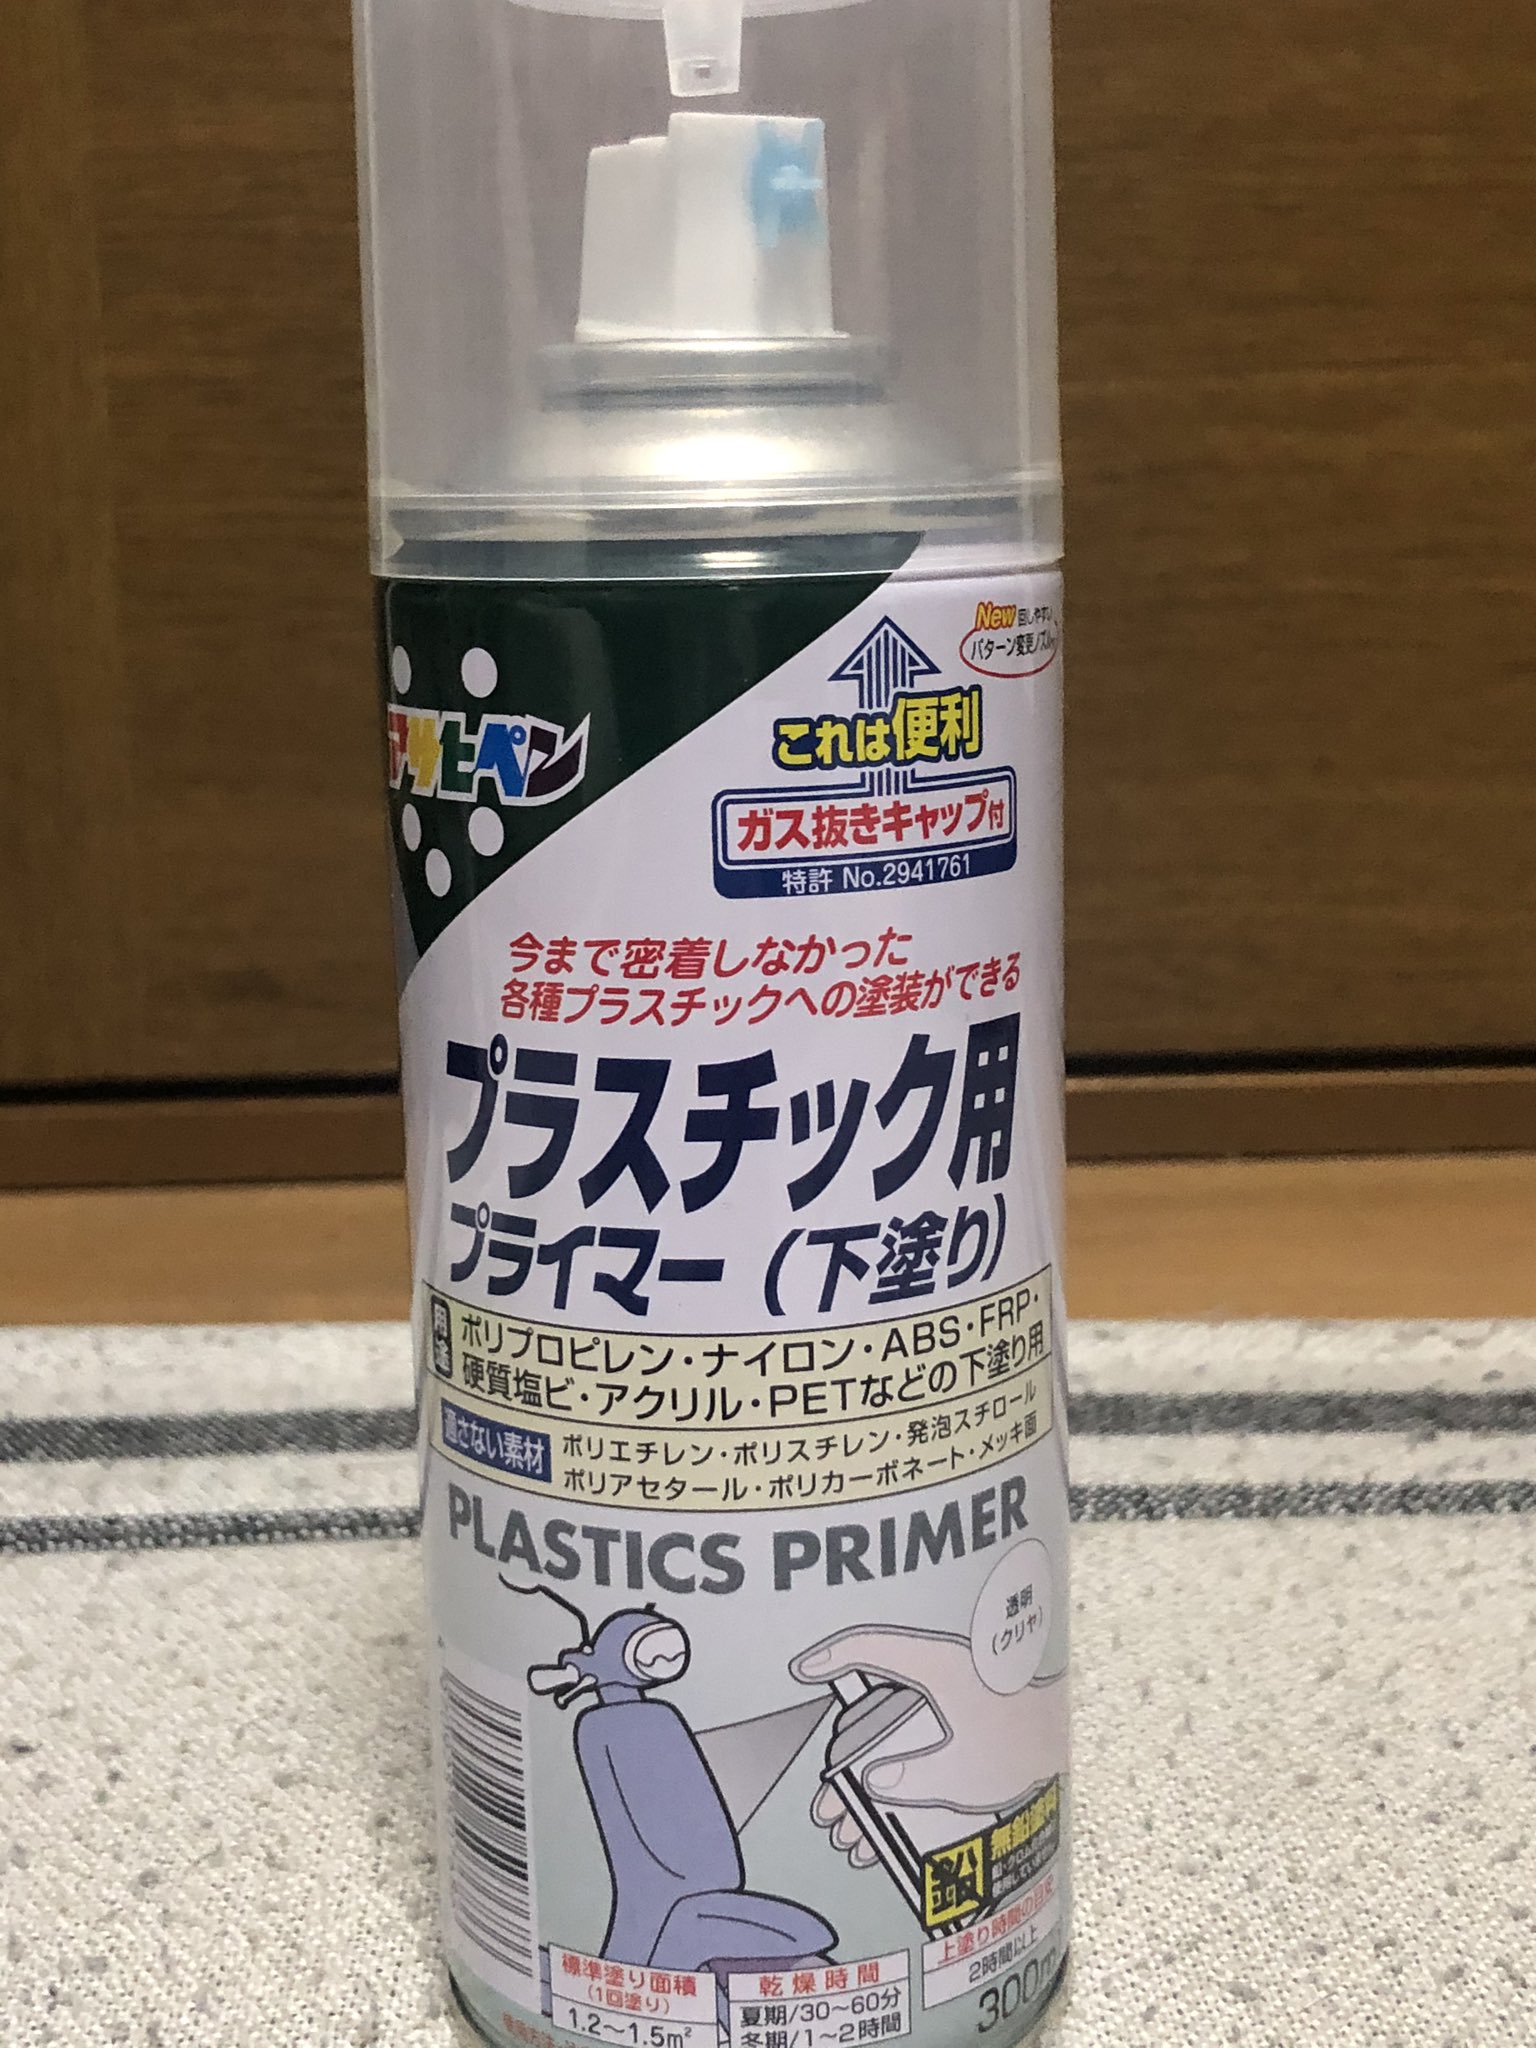 New 回しやすい
パターン変更ノズル
アサヒペン
これは便利
ガス抜きキャップ付
特許 No.2941761
今まで密着しなかった
各種プラスチックへの塗装ができる
プラスチック用
プライマー(下塗り)
用途
ポリプロピレン・ナイロン・ABS・FRP・
硬質塩ビ・アクリル・PETなどの下塗り用
適さない素材
ポリエチレン・ポリスチレン・発泡スチロール
ポリアセタール・ポリカーボネート・メッキ面
PLASTICS PRIMER
透明
(クリヤ)
鉛
無鉛塗料
上塗り時間の目安
2時間以上
300m
標準塗り面積
(1回塗り)
1.2〜1.5m²
乾燥時間
夏期/30〜60分
冬期/1〜2時間